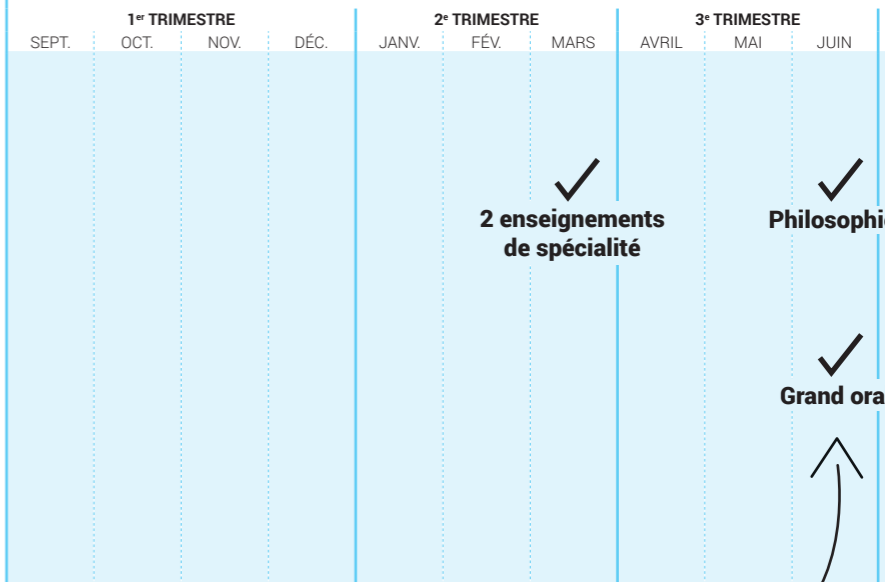 1er TRIMESTRE 2e TRIMESTRE 3e TRIMESTRE
SEPT. OCT. NOV. DÉC. JANV. FÉV. MARS AVRIL MAI JUIN
2 enseignements
de spécialité
Philosophie
Grand ora